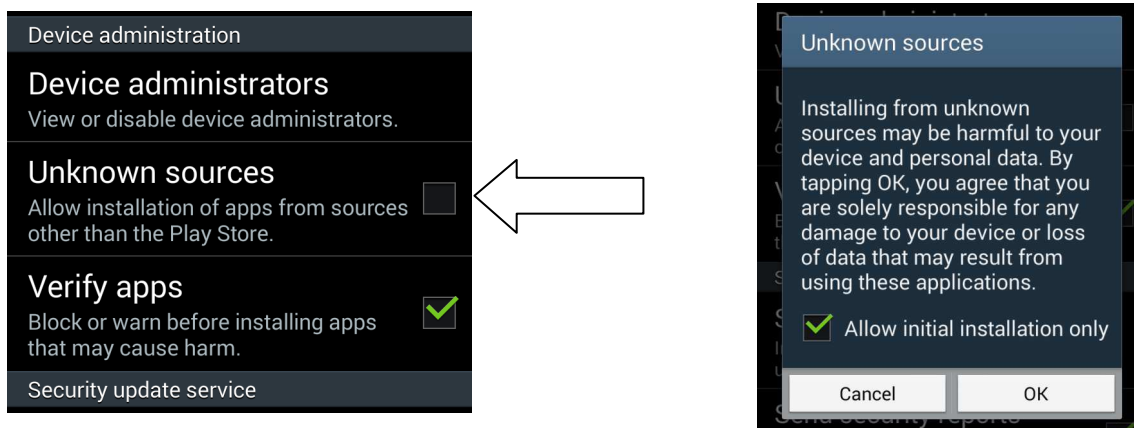 Device administration
Device administrators
View or disable device administrators.
Unknown sources
Allow installation of apps from sources
other than the Play Store.
Verify apps
Block or warn before installing apps
that may cause harm.
Security update service
Unknown sources
Installing from unknown
sources may be harmful to your
device and personal data. By
tapping OK, you agree that you
are solely responsible for any
damage to your device or loss
of data that may result from
using these applications.
Allow initial installation only
Cancel
OK
Send security reports